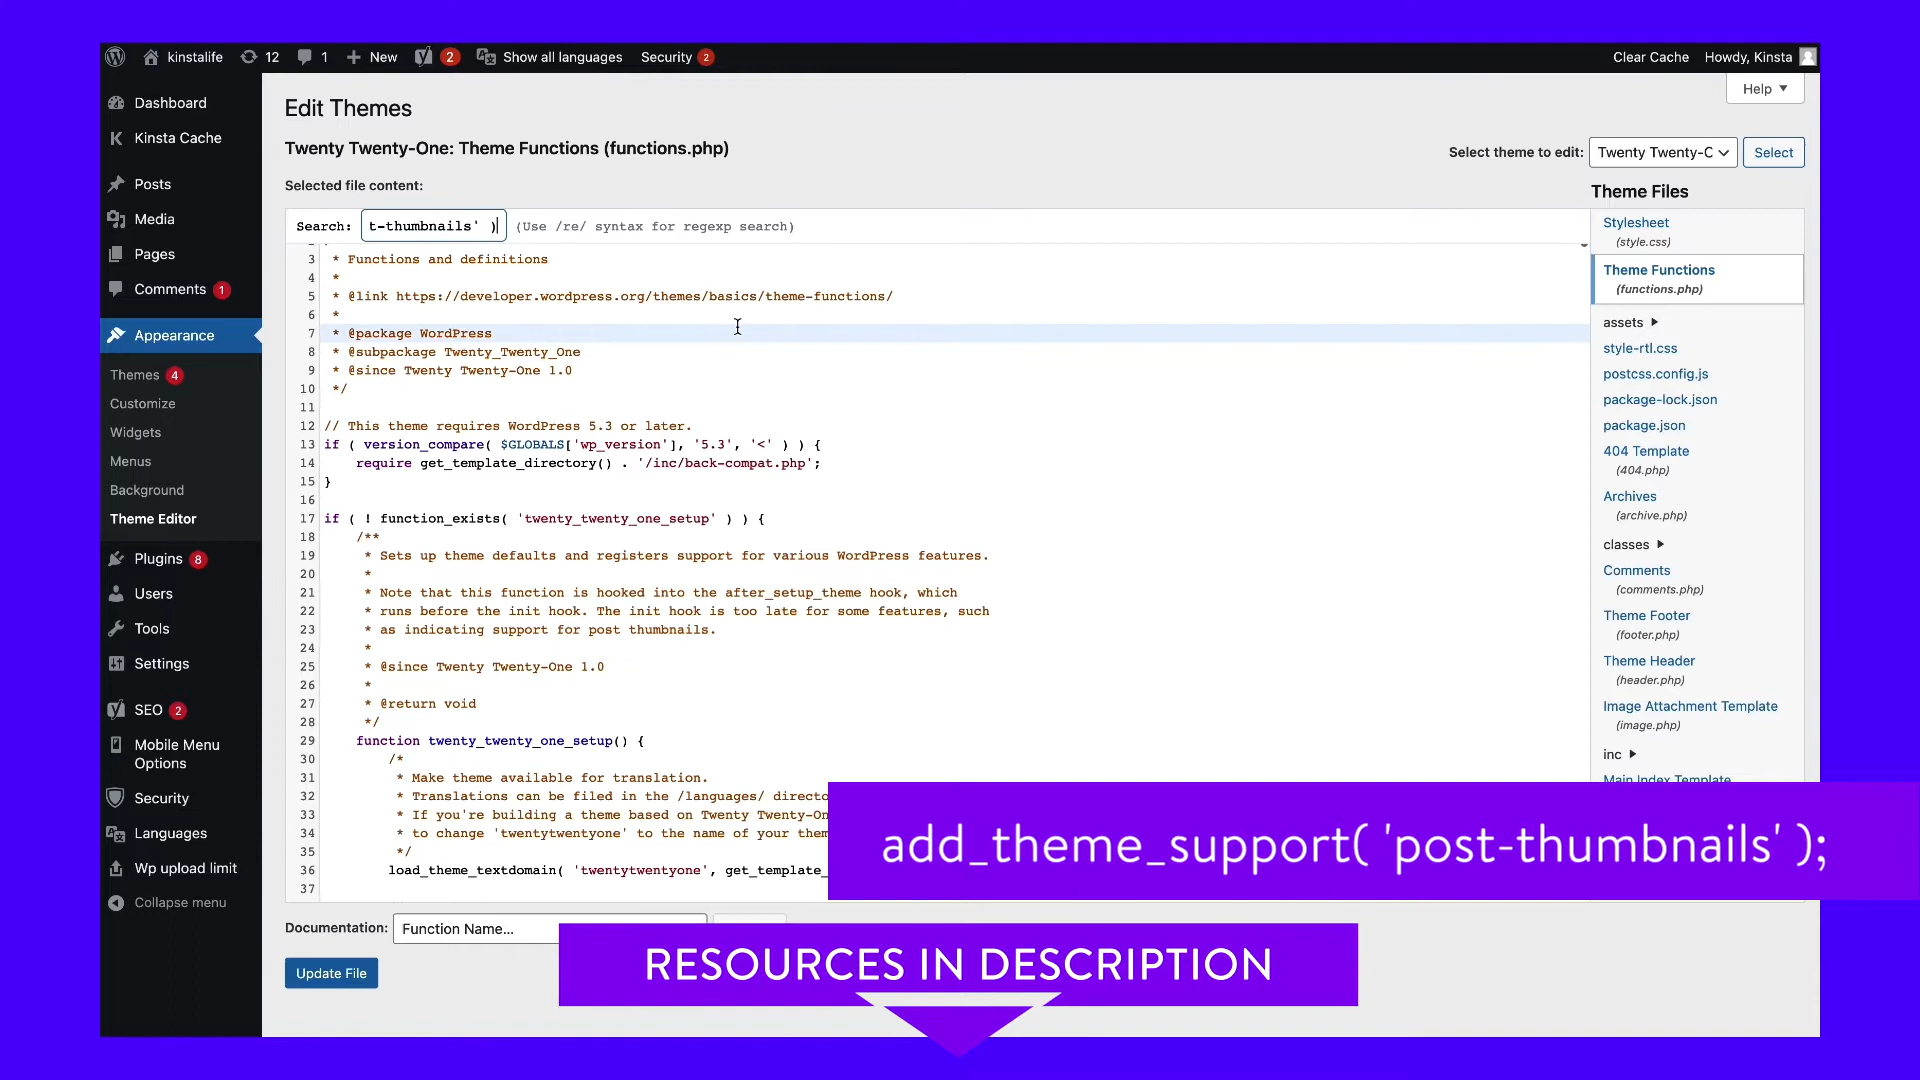 kinstalife 12 1 New 2 Show all languages Security 2 Clear Cache Howdy, Kinsta
Help
Dashboard
Kinsta Cache
Posts
Media
Pages
Comments 1
Appearance
Themes 4
Customize
Widgets
Menus
Background
Theme Editor
Plugins 8
Users
Tools
Settings
SEO 2
Mobile Menu
Options
Security
Languages
Wp upload limit
Collapse menu
Edit Themes
Twenty Twenty-One: Theme Functions (functions.php)
Select theme to edit: Twenty Twenty-C Select
Selected file content:
Search: t-thumbnails' ) (Use /re/ syntax for regexp search)
3 * Functions and definitions
4 *
5 * @link https://developer.wordpress.org/themes/basics/theme-functions/
6 *
7 * @package WordPress
8 * @subpackage Twenty_Twenty_One
9 * @since Twenty Twenty-One 1.0
10 */
11
12 // This theme requires WordPress 5.3 or later.
13 if ( version_compare( $GLOBALS['wp_version'], '5.3', '<' ) ) {
14 require get_template_directory() . '/inc/back-compat.php';
15 }
16
17 if ( ! function_exists( 'twenty_twenty_one_setup' ) ) {
18 /**
19 * Sets up theme defaults and registers support for various WordPress features.
20 *
21 * Note that this function is hooked into the after_setup_theme hook, which
22 * runs before the init hook. The init hook is too late for some features, such
23 * as indicating support for post thumbnails.
24 *
25 * @since Twenty Twenty-One 1.0
26 *
27 * @return void
28 */
29 function twenty_twenty_one_setup() {
30 /*
31 * Make theme available for translation.
32 * Translations can be filed in the /languages/ directo
33 * If you're building a theme based on Twenty Twenty-On
34 * to change 'twentytwentyone' to the name of your them
35 */
36 load_theme_textdomain( 'twentytwentyone', get_template_
37
Theme Files
Stylesheet
(style.css)
Theme Functions
(functions.php)
assets
style-rtl.css
postcss.config.js
package-lock.json
package.json
404 Template
(404.php)
Archives
(archive.php)
classes
Comments
(comments.php)
Theme Footer
(footer.php)
Theme Header
(header.php)
Image Attachment Template
(image.php)
inc
Main Index Template
add_theme_support( 'post-thumbnails' );
Documentation: Function Name...
Update File
RESOURCES IN DESCRIPTION